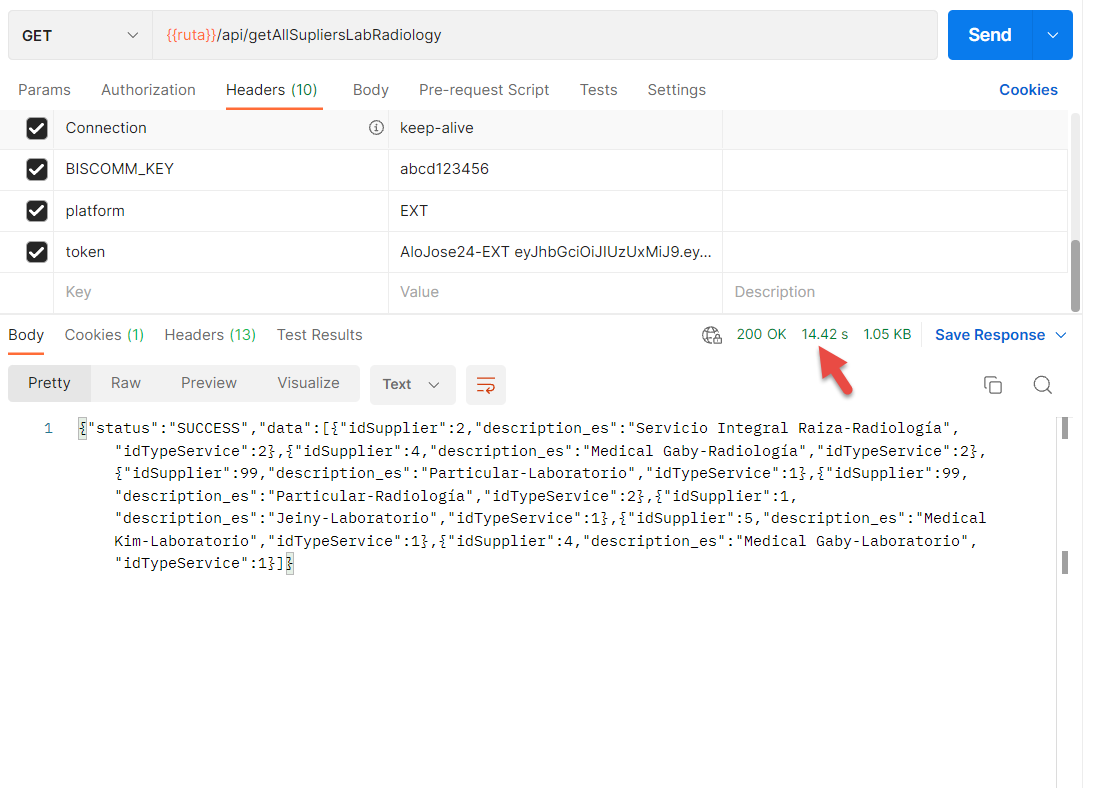 GET
{{ruta}}/api/getAllSupliersLabRadiology
Send
Params Authorization Headers (10) Body Pre-request Script Tests Settings Cookies
Connection keep-alive
BISCOMM_KEY abcd123456
platform EXT
token AloJose24-EXT eyJhbGciOiJIUzUxMiJ9.ey...
Key Value Description
Body Cookies (1) Headers (13) Test Results 200 OK 14.42 s 1.05 KB Save Response
Pretty Raw Preview Visualize Text
1 {"status":"SUCCESS","data":[{"idSupplier":2,"description_es":"Servicio Integral Raiza-Radiología",
"idTypeService":2},{"idSupplier":4,"description_es":"Medical Gaby-Radiología","idTypeService":2},
{"idSupplier":99,"description_es":"Particular-Laboratorio","idTypeService":1},{"idSupplier":99,
"description_es":"Particular-Radiología","idTypeService":2},{"idSupplier":1,
"description_es":"Jeiny-Laboratorio","idTypeService":1},{"idSupplier":5,"description_es":"Medical
Kim-Laboratorio","idTypeService":1},{"idSupplier":4,"description_es":"Medical Gaby-Laboratorio",
"idTypeService":1}]}